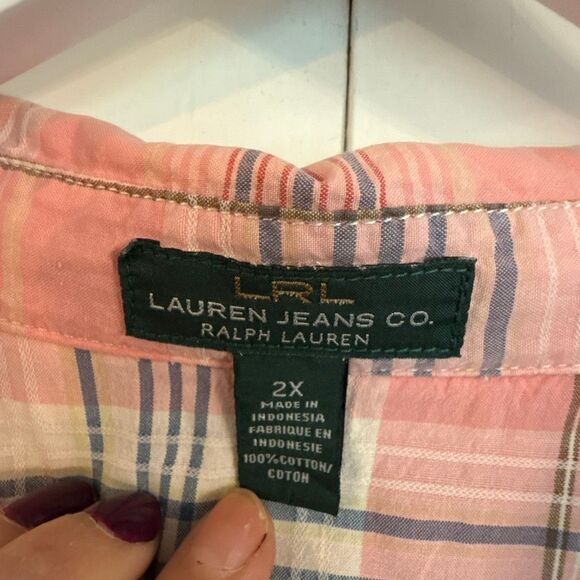 LRL
LAUREN JEANS CO.
RALPH LAUREN
2X
MADE IN
INDONESIA
FABRIQUE EN
INDONESIE
100%COTTON/
COTON